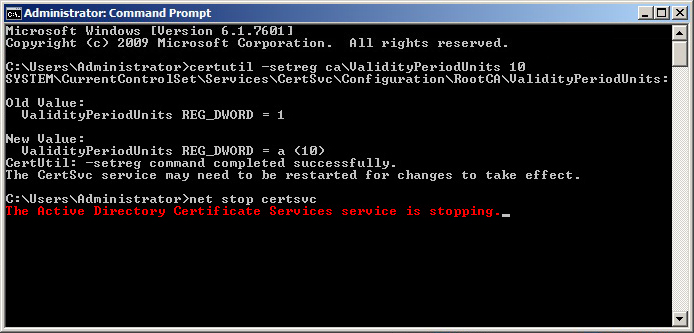 Administrator: Command Prompt
Microsoft Windows [Version 6.1.7601]
Copyright (c) 2009 Microsoft Corporation.  All rights reserved.
C:\Users\Administrator>certutil -setreg ca\ValidityPeriodUnits 10
SYSTEM\CurrentControlSet\Services\CertSvc\Configuration\RootCA\ValidityPeriodUnits:
Old Value:
ValidityPeriodUnits REG_DWORD = 1
New Value:
ValidityPeriodUnits REG_DWORD = a (10)
CertUtil: -setreg command completed successfully.
The CertSvc service may need to be restarted for changes to take effect.
C:\Users\Administrator>net stop certsvc
The Active Directory Certificate Services service is stopping.